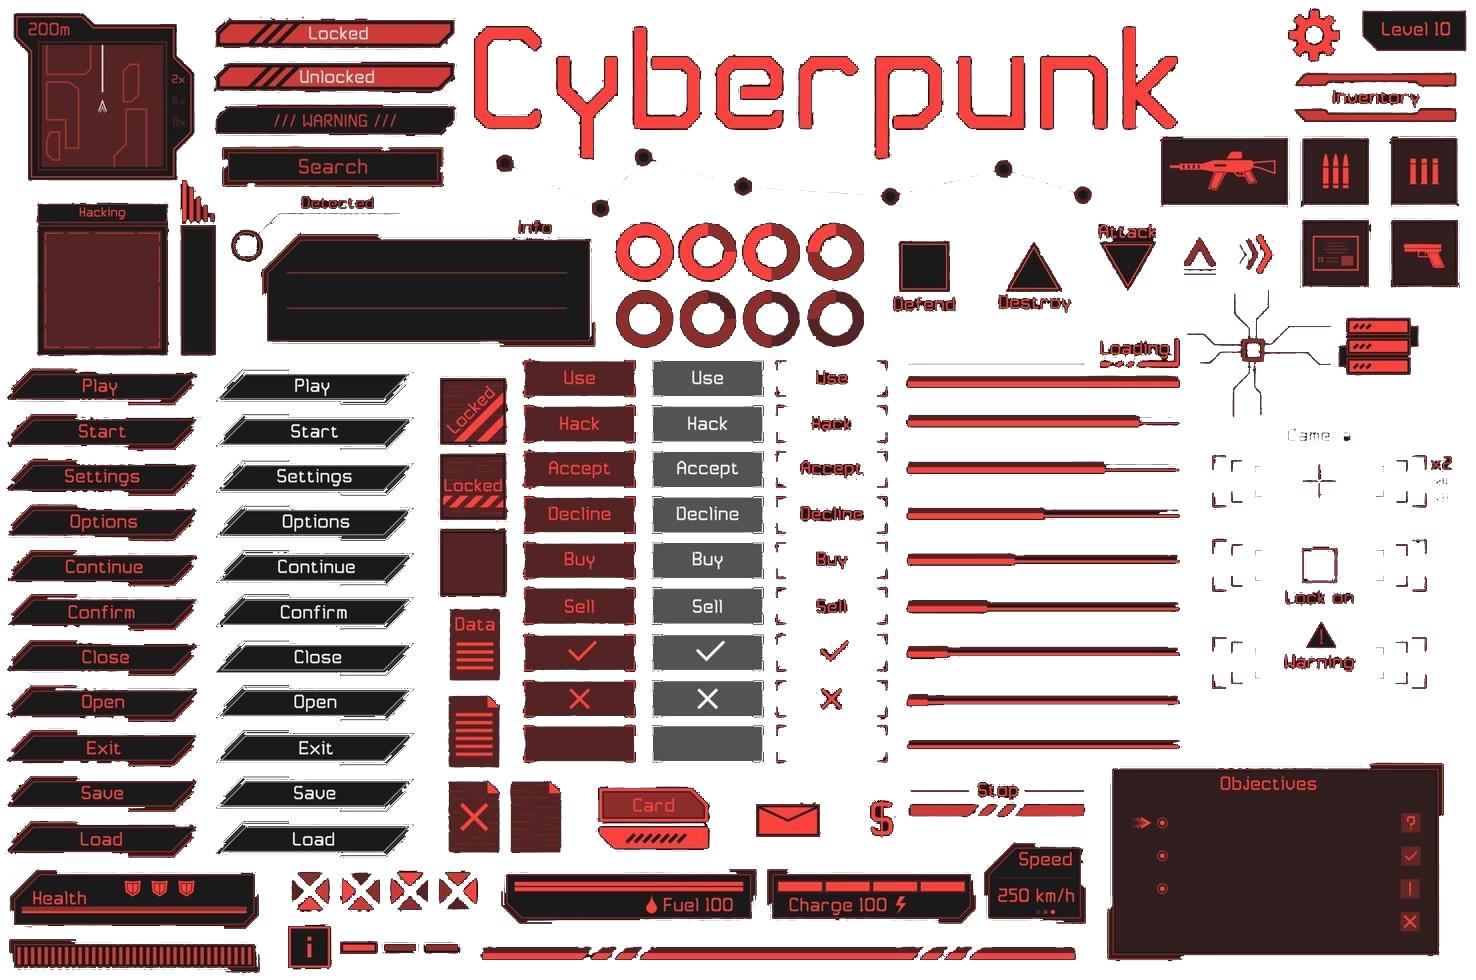 200m
2x
4x
8x
Locked
Unlocked
/// WARNING ///
Search
Cyberpunk
Level 10
Inventory
Hacking
Detected
Info
Defend
Destroy
Attack
Loading
Play
Start
Settings
Options
Continue
Confirm
Close
Open
Exit
Save
Load
Play
Start
Settings
Options
Continue
Confirm
Close
Open
Exit
Save
Load
Locked
Locked
Data
Use
Hack
Accept
Decline
Buy
Sell
Use
Hack
Accept
Decline
Buy
Sell
Use
Hack
Accept
Decline
Buy
Sell
Camera
x2
Lock on
!
Warning
Card
$
Stop
Objectives
?
!
Health
Fuel 100
Charge 100
Speed
250 km/h
i